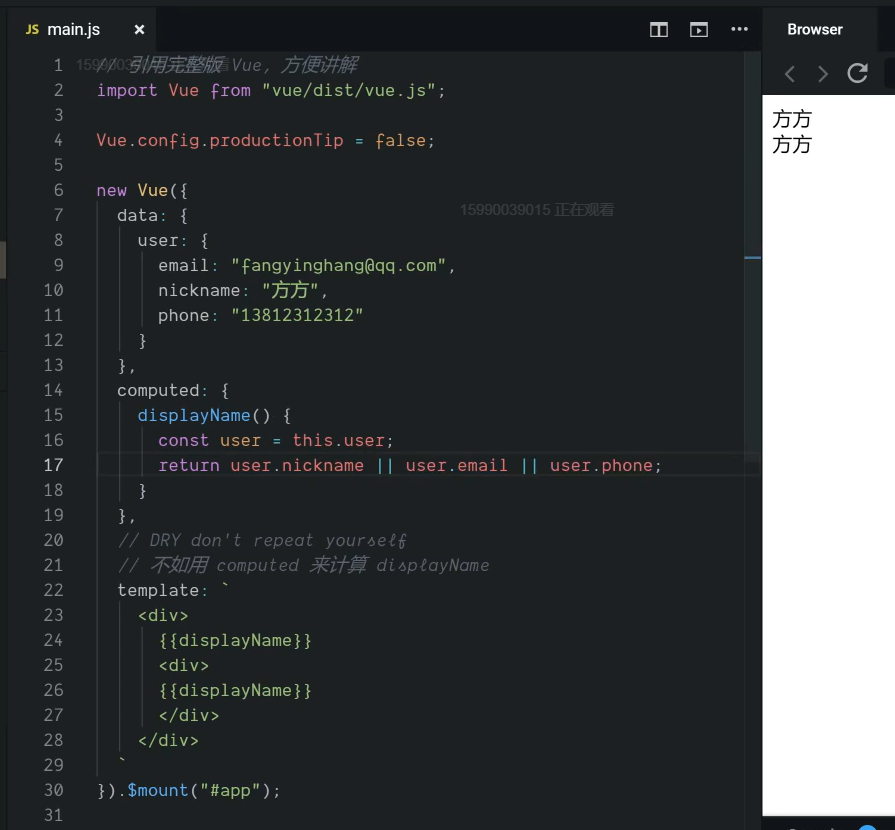 JS main.js ×
Browser
1 // 引用完整版 Vue, 方便讲解
2 import Vue from "vue/dist/vue.js";
3
4 Vue.config.productionTip = false;
5
6 new Vue({
7 data: {
8 user: {
9 email: "fangyinghang@qq.com",
10 nickname: "方方",
11 phone: "13812312312"
12 }
13 },
14 computed: {
15 displayName() {
16 const user = this.user;
17 return user.nickname || user.email || user.phone;
18 }
19 },
20 // DRY don't repeat yourself
21 // 不如用 computed 来计算 displayName
22 template: `
23 <div>
24 {{displayName}}
25 <div>
26 {{displayName}}
27 </div>
28 </div>
29 `
30 }).$mount("#app");
31
15990039015 正在观看
方方
方方